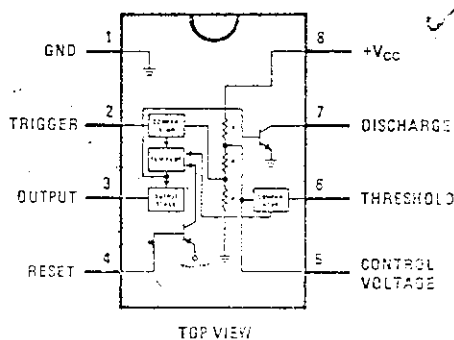 1 8
GND +VCC
2 7
TRIGGER DISCHARGE
3 6
OUTPUT THRESHOLD
4 5
RESET CONTROL
VOLTAGE
TOP VIEW